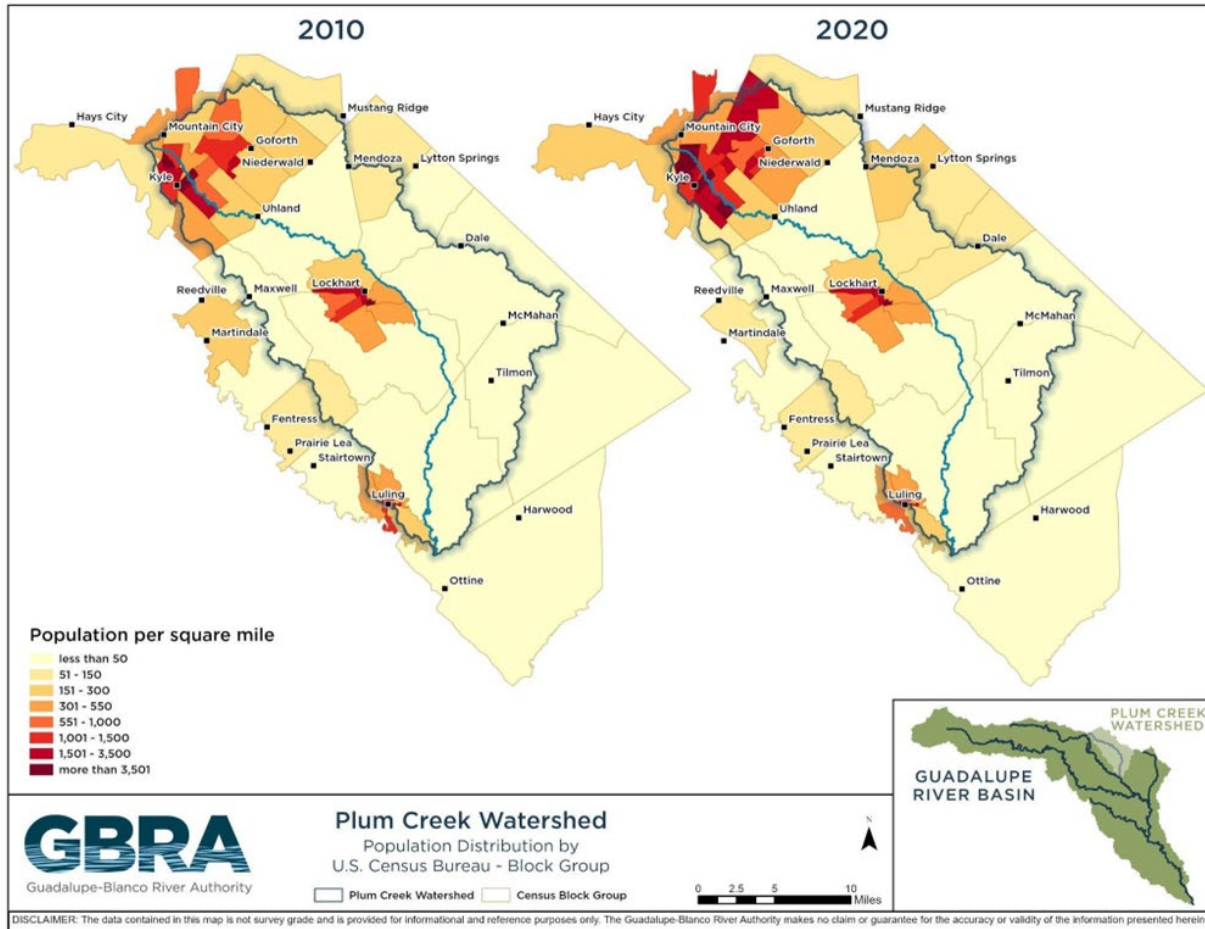 2010
2020
Hays City
Mountain City
Mustang Ridge
Goforth
Niederwald
Mendoza
Lytton Springs
Kyle
Uhland
Dale
Reedville
Maxwell
Lockhart
McMahan
Martindale
Tilmon
Fentress
Prairie Lea
Stairtown
Luling
Harwood
Ottine
Hays City
Mountain City
Mustang Ridge
Goforth
Niederwald
Mendoza
Lytton Springs
Kyle
Uhland
Dale
Reedville
Maxwell
Lockhart
McMahan
Martindale
Tilmon
Fentress
Prairie Lea
Stairtown
Luling
Harwood
Ottine
Population per square mile
less than 50
51 - 150
151 - 300
301 - 550
551 - 1,000
1,001 - 1,500
1,501 - 3,500
more than 3,501
PLUM CREEK
WATERSHED
GUADALUPE
RIVER BASIN
GBRA
Guadalupe-Blanco River Authority
Plum Creek Watershed
Population Distribution by
U.S. Census Bureau - Block Group
Plum Creek Watershed
Census Block Group
N
0 2.5 5 10
Miles
DISCLAIMER: The data contained in this map is not survey grade and is provided for informational and reference purposes only. The Guadalupe-Blanco River Authority makes no claim or guarantee for the accuracy or validity of the information presented herein